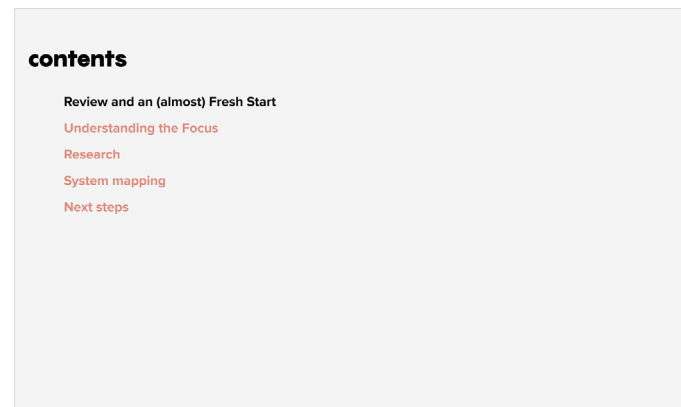 contents
Review and an (almost) Fresh Start
Understanding the Focus
Research
System mapping
Next steps